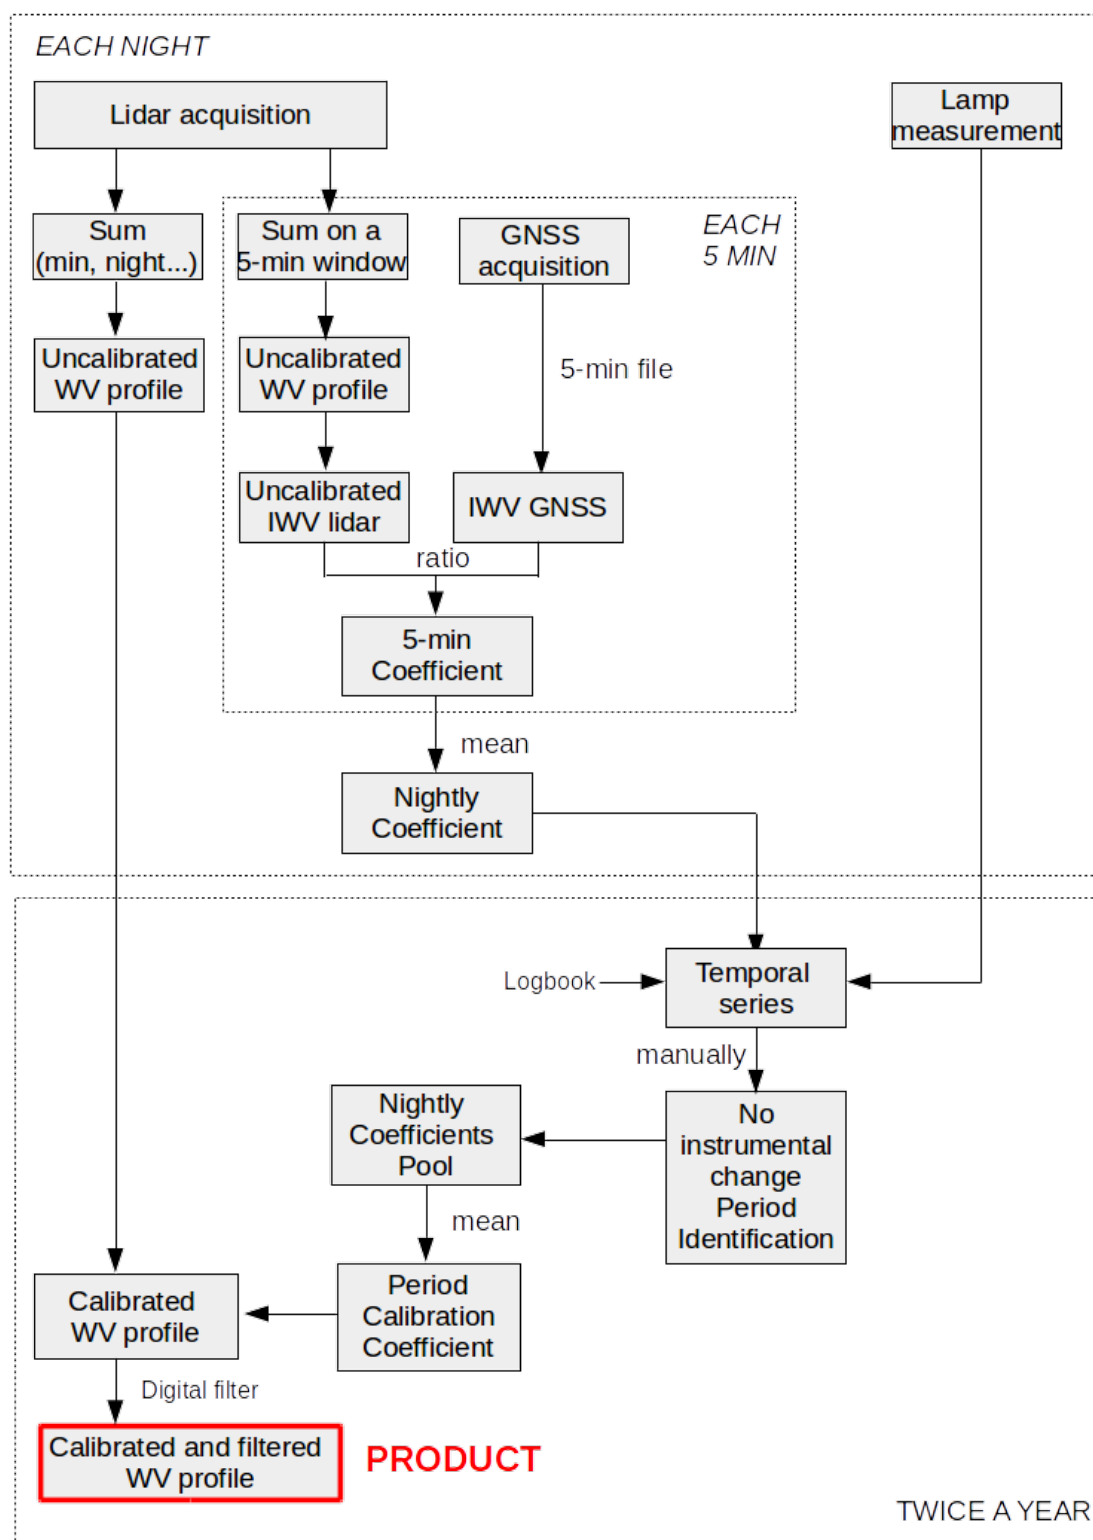 EACH NIGHT
Lidar acquisition
Lamp
measurement
Sum
(min, night...)
Sum on a
5-min window
GNSS
acquisition
EACH
5 MIN
Uncalibrated
WV profile
Uncalibrated
WV profile
5-min file
Uncalibrated
IWV lidar
IWV GNSS
ratio
5-min
Coefficient
mean
Nightly
Coefficient
Logbook
Temporal
series
manually
Nightly
Coefficients
Pool
No
instrumental
change
Period
Identification
mean
Calibrated
WV profile
Period
Calibration
Coefficient
Digital filter
Calibrated and filtered
WV profile
PRODUCT
TWICE A YEAR